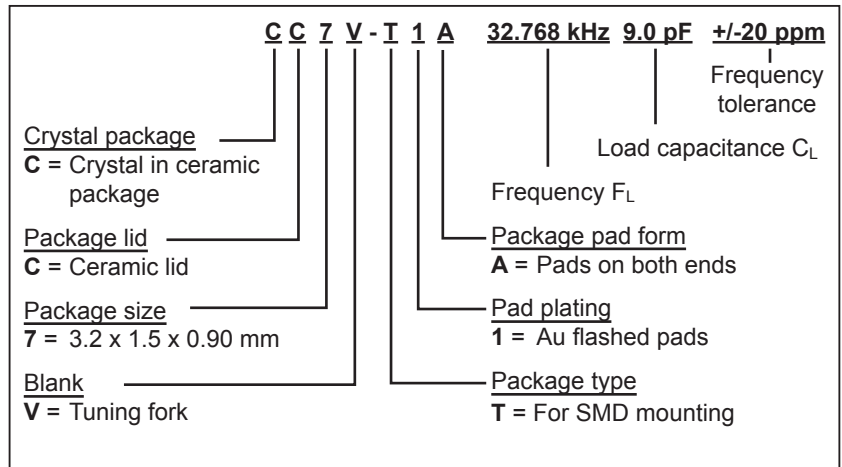 C C 7 V - T 1 A 32.768 kHz 9.0 pF +/-20 ppm
Frequency
tolerance
Load capacitance CL
Frequency FL
Crystal package
C = Crystal in ceramic
package
Package lid
C = Ceramic lid
Package size
7 = 3.2 x 1.5 x 0.90 mm
Blank
V = Tuning fork
Package pad form
A = Pads on both ends
Pad plating
1 = Au flashed pads
Package type
T = For SMD mounting